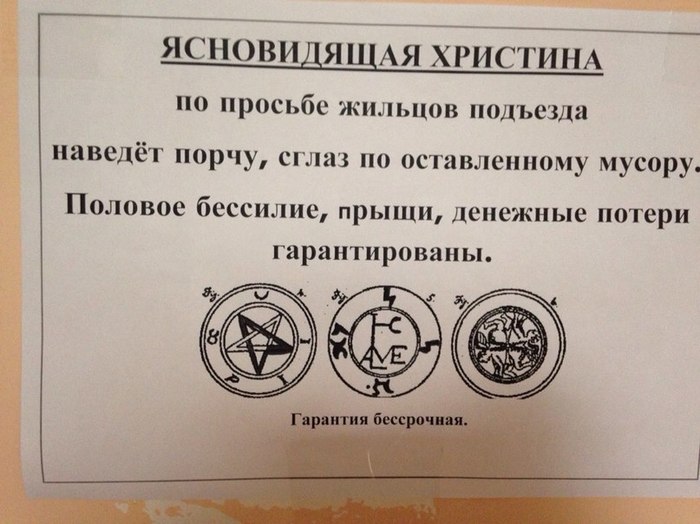 ЯСНОВИДЯЩАЯ ХРИСТИНА
по просьбе жильцов подъезда
наведёт порчу, сглаз по оставленному мусору.
Половое бессилие, прыщи, денежные потери
гарантированы.
Гарантия бессрочная.